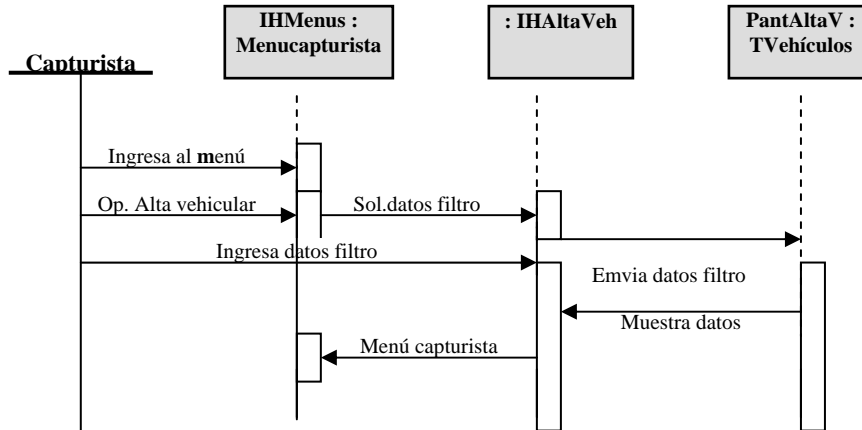 IHMenus :
Menucapturista
: IHAltaVeh
PantAltaV :
TVehículos
Capturista
Ingresa al menú
Op. Alta vehicular
Sol.datos filtro
Ingresa datos filtro
Emvia datos filtro
Muestra datos
Menú capturista